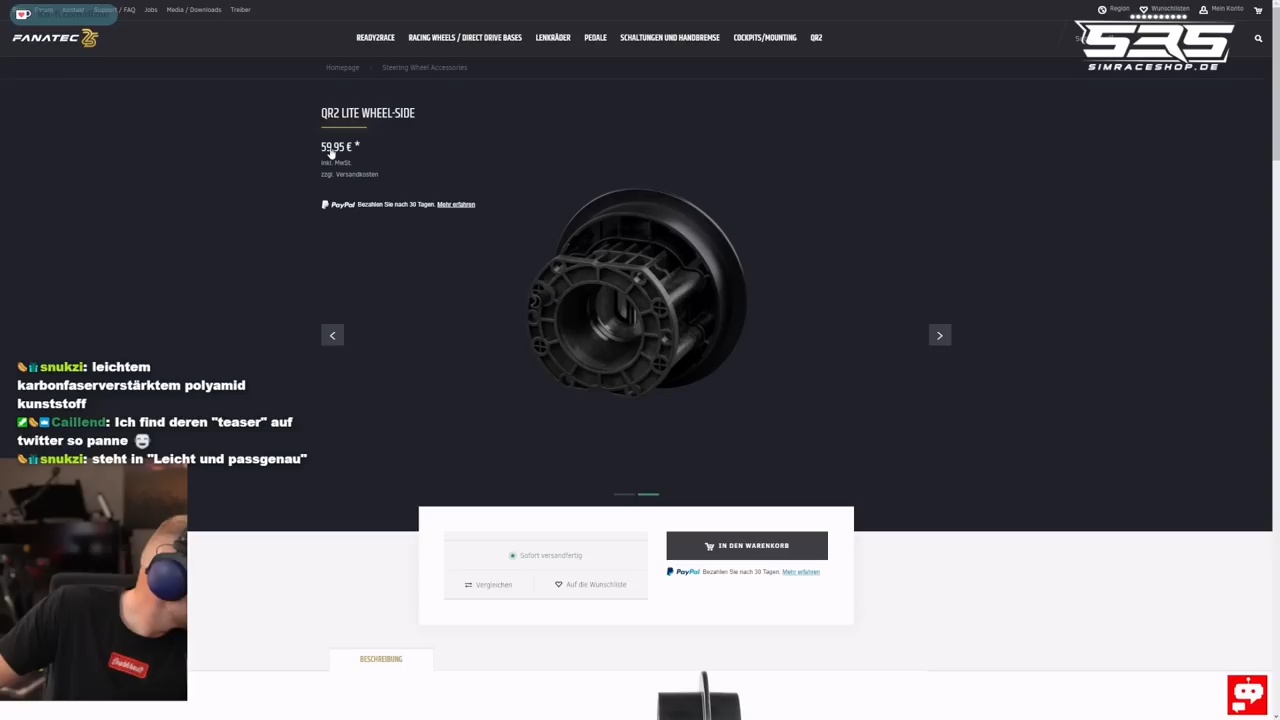 Forum Kontakt Support / FAQ Jobs Media / Downloads Treiber
Region Wunschlisten Mein Konto
FANATEC 25
READY2RACE RACING WHEELS / DIRECT DRIVE BASES LENKRÄDER PEDALE SCHALTUNGEN UND HANDBREMSE COCKPITS/MOUNTING QR2
SRS
SIMRACESHOP.DE
Homepage Steering Wheel Accessories
QR2 LITE WHEEL-SIDE
59,95 € *
inkl. MwSt.
zzgl. Versandkosten
PayPal Bezahlen Sie nach 30 Tagen. Mehr erfahren
snukzi: leichtem
karbonfaserverstärktem polyamid
kunststoff
Caillend: Ich find deren "teaser" auf
twitter so panne
snukzi: steht in "Leicht und passgenau"
Sofort versandfertig
Vergleichen Auf die Wunschliste
IN DEN WARENKORB
PayPal Bezahlen Sie nach 30 Tagen. Mehr erfahren
BESCHREIBUNG